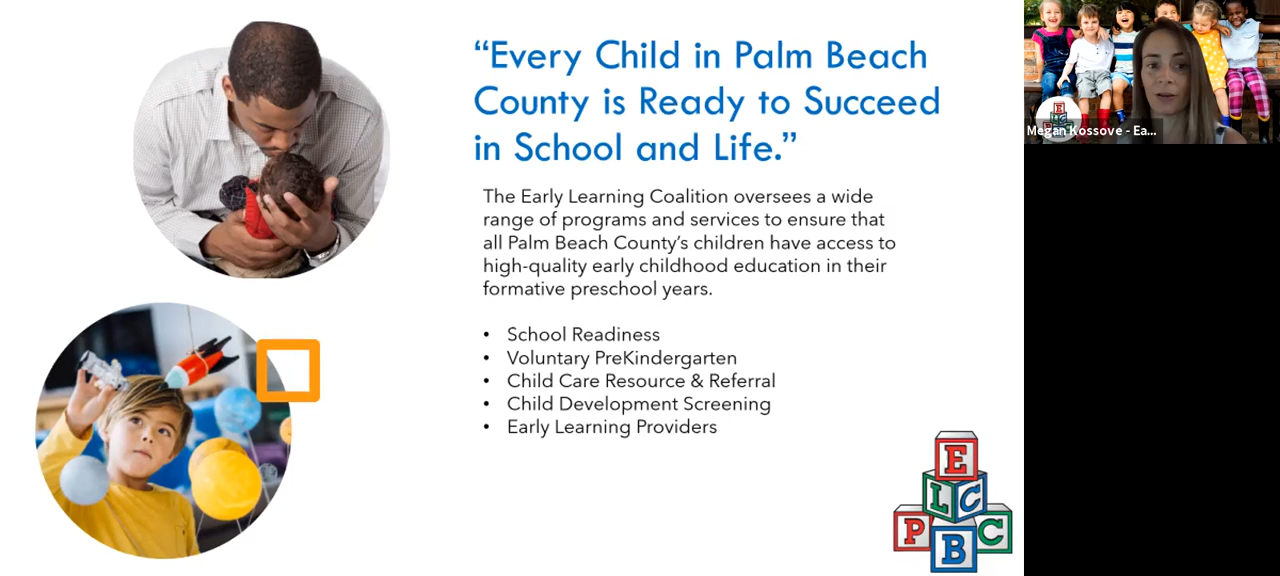 “Every Child in Palm Beach
County is Ready to Succeed
in School and Life.”
The Early Learning Coalition oversees a wide
range of programs and services to ensure that
all Palm Beach County’s children have access to
high-quality early childhood education in their
formative preschool years.
• School Readiness
• Voluntary PreKindergarten
• Child Care Resource & Referral
• Child Development Screening
• Early Learning Providers
E
L C
P B C
Megan Kossove - Ea...